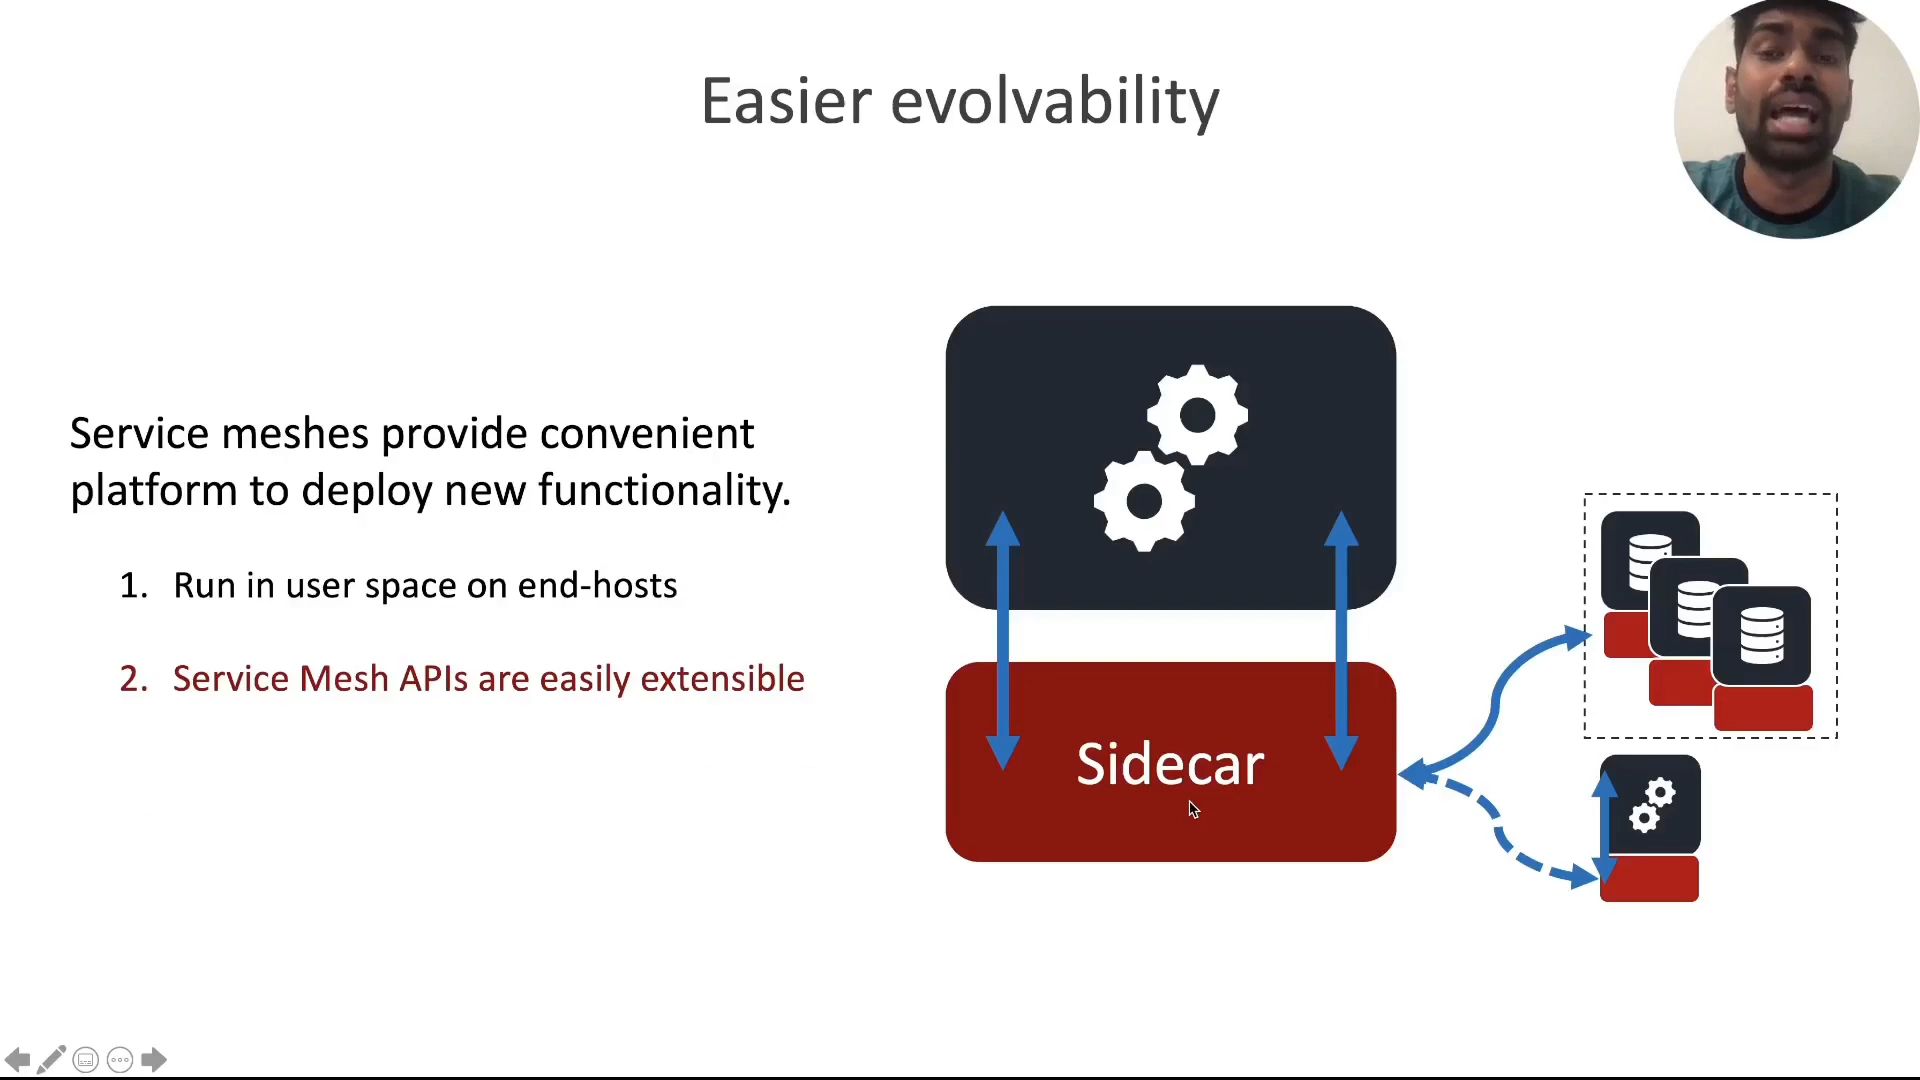 Easier evolvability
Service meshes provide convenient
platform to deploy new functionality.
1. Run in user space on end-hosts
2. Service Mesh APIs are easily extensible
Sidecar